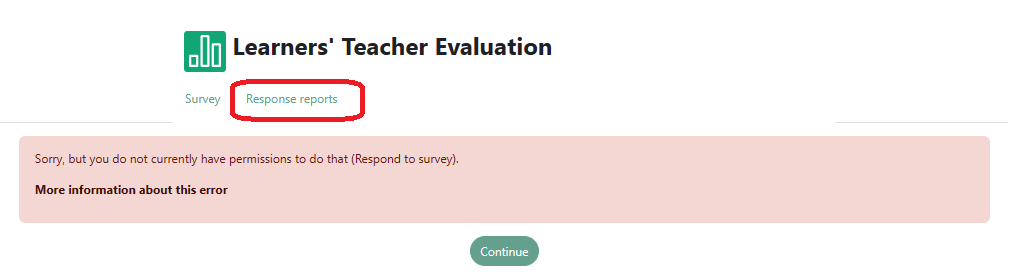 Learners' Teacher Evaluation
Survey Response reports
Sorry, but you do not currently have permissions to do that (Respond to survey).
More information about this error
Continue